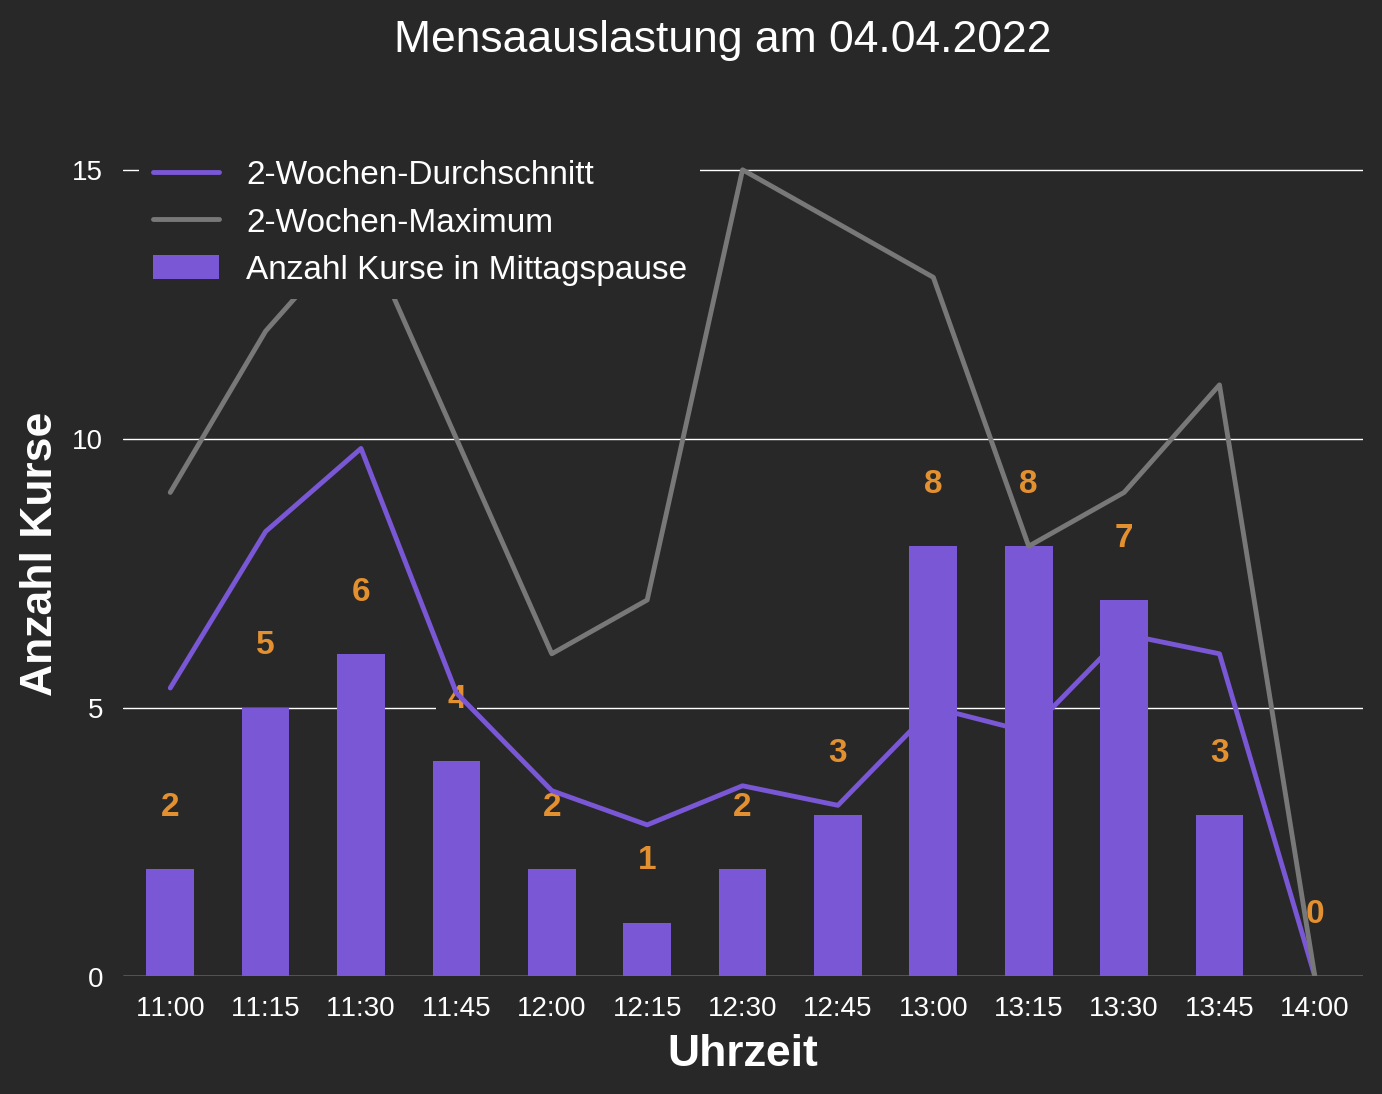 Mensaauslastung am 04.04.2022
2-Wochen-Durchschnitt
2-Wochen-Maximum
Anzahl Kurse in Mittagspause
Anzahl Kurse
15
10
5
0
2
5
6
4
2
1
2
3
8
8
7
3
0
11:00 11:15 11:30 11:45 12:00 12:15 12:30 12:45 13:00 13:15 13:30 13:45 14:00
Uhrzeit